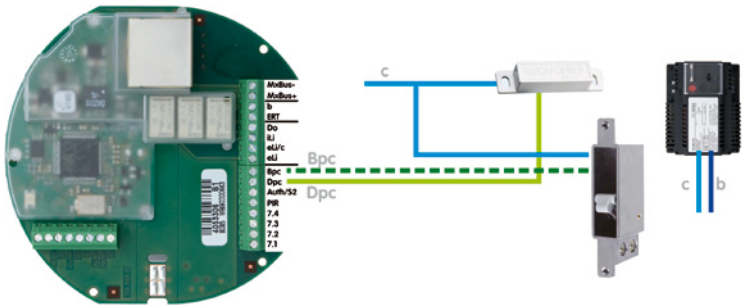 MxBus-
MxBus+
b
ERT
Do
iLi
eLi/c
eLi
Bpc
Dpc
Auth/S2
PIR
7.4
7.3
7.2
7.1
c
Bpc
Dpc
c b